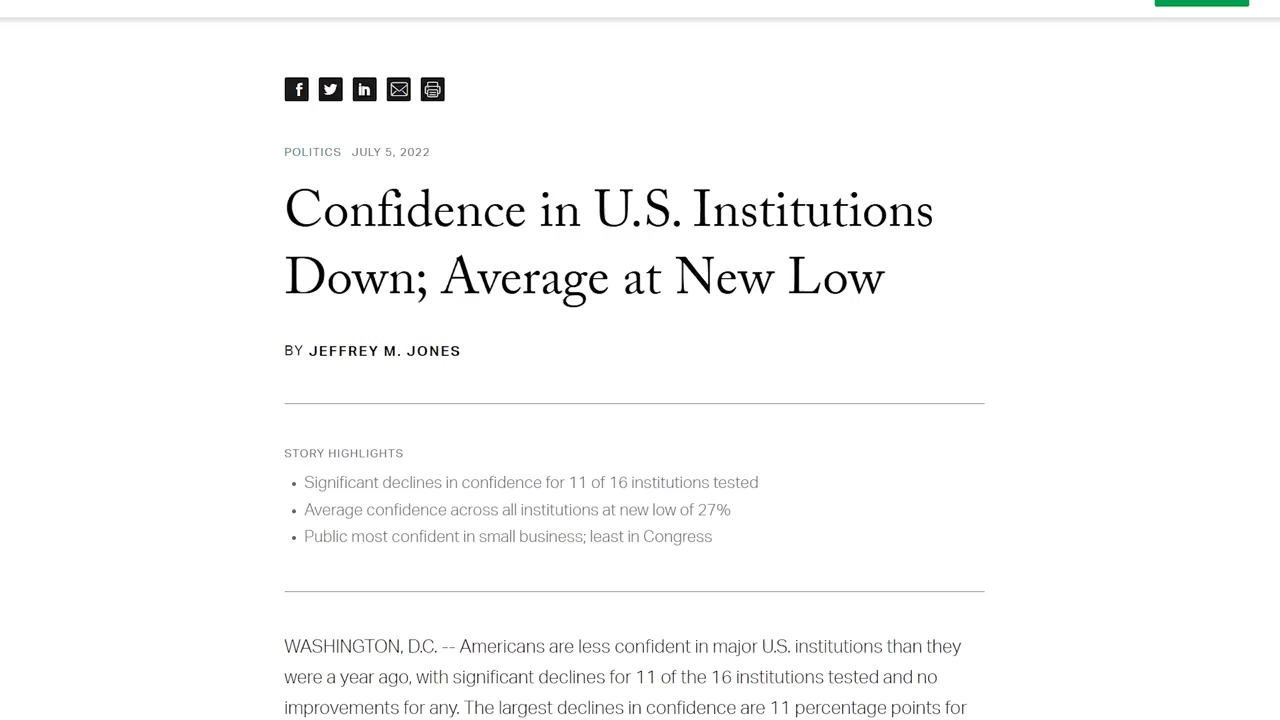 POLITICS JULY 5, 2022
Confidence in U.S. Institutions
Down; Average at New Low
BY JEFFREY M. JONES
STORY HIGHLIGHTS
• Significant declines in confidence for 11 of 16 institutions tested
• Average confidence across all institutions at new low of 27%
• Public most confident in small business; least in Congress
WASHINGTON, D.C. -- Americans are less confident in major U.S. institutions than they
were a year ago, with significant declines for 11 of the 16 institutions tested and no
improvements for any. The largest declines in confidence are 11 percentage points for